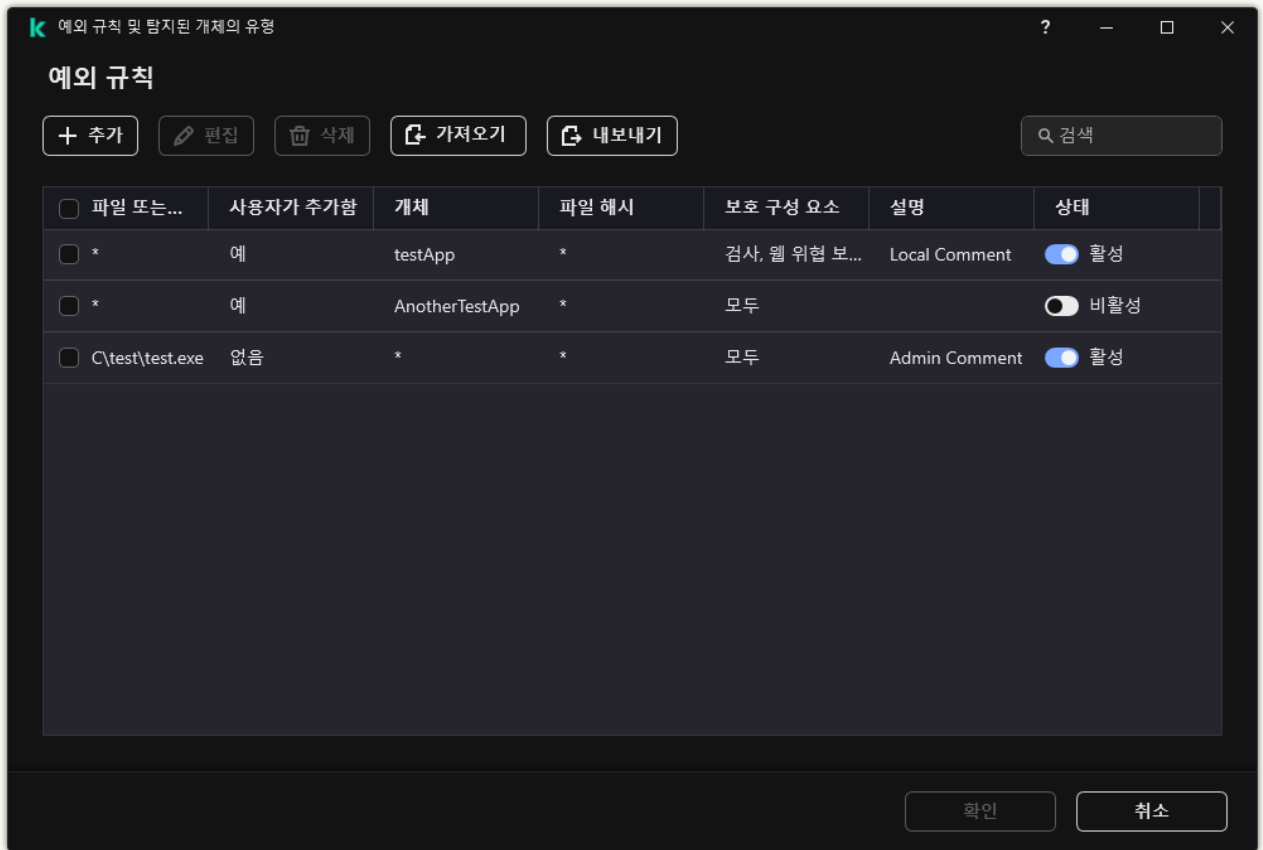 예외 규칙 및 탐지된 개체의 유형 ?
예외 규칙
추가 편집 삭제 가져오기 내보내기 검색
파일 또는... 사용자가 추가함 개체 파일 해시 보호 구성 요소 설명 상태
* 예 testApp * 검사, 웹 위협 보... Local Comment 활성
* 예 AnotherTestApp * 모두 비활성
C\test\test.exe 없음 * * 모두 Admin Comment 활성
확인 취소